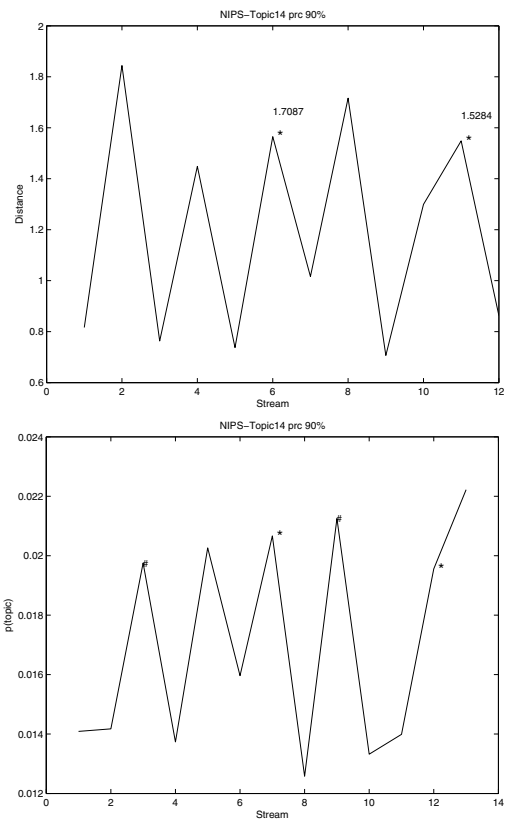 NIPS−Topic14 prc 90%
2
1.8
1.7087
1.5284
1.6
*
*
1.4
Distance
1.2
1
0.8
0.6
0 2 4 6 8 10 12
Stream
NIPS−Topic14 prc 90%
0.024
0.022
#
*
0.02
#
*
0.018
p(topic)
0.016
0.014
0.012
0 2 4 6 8 10 12 14
Stream